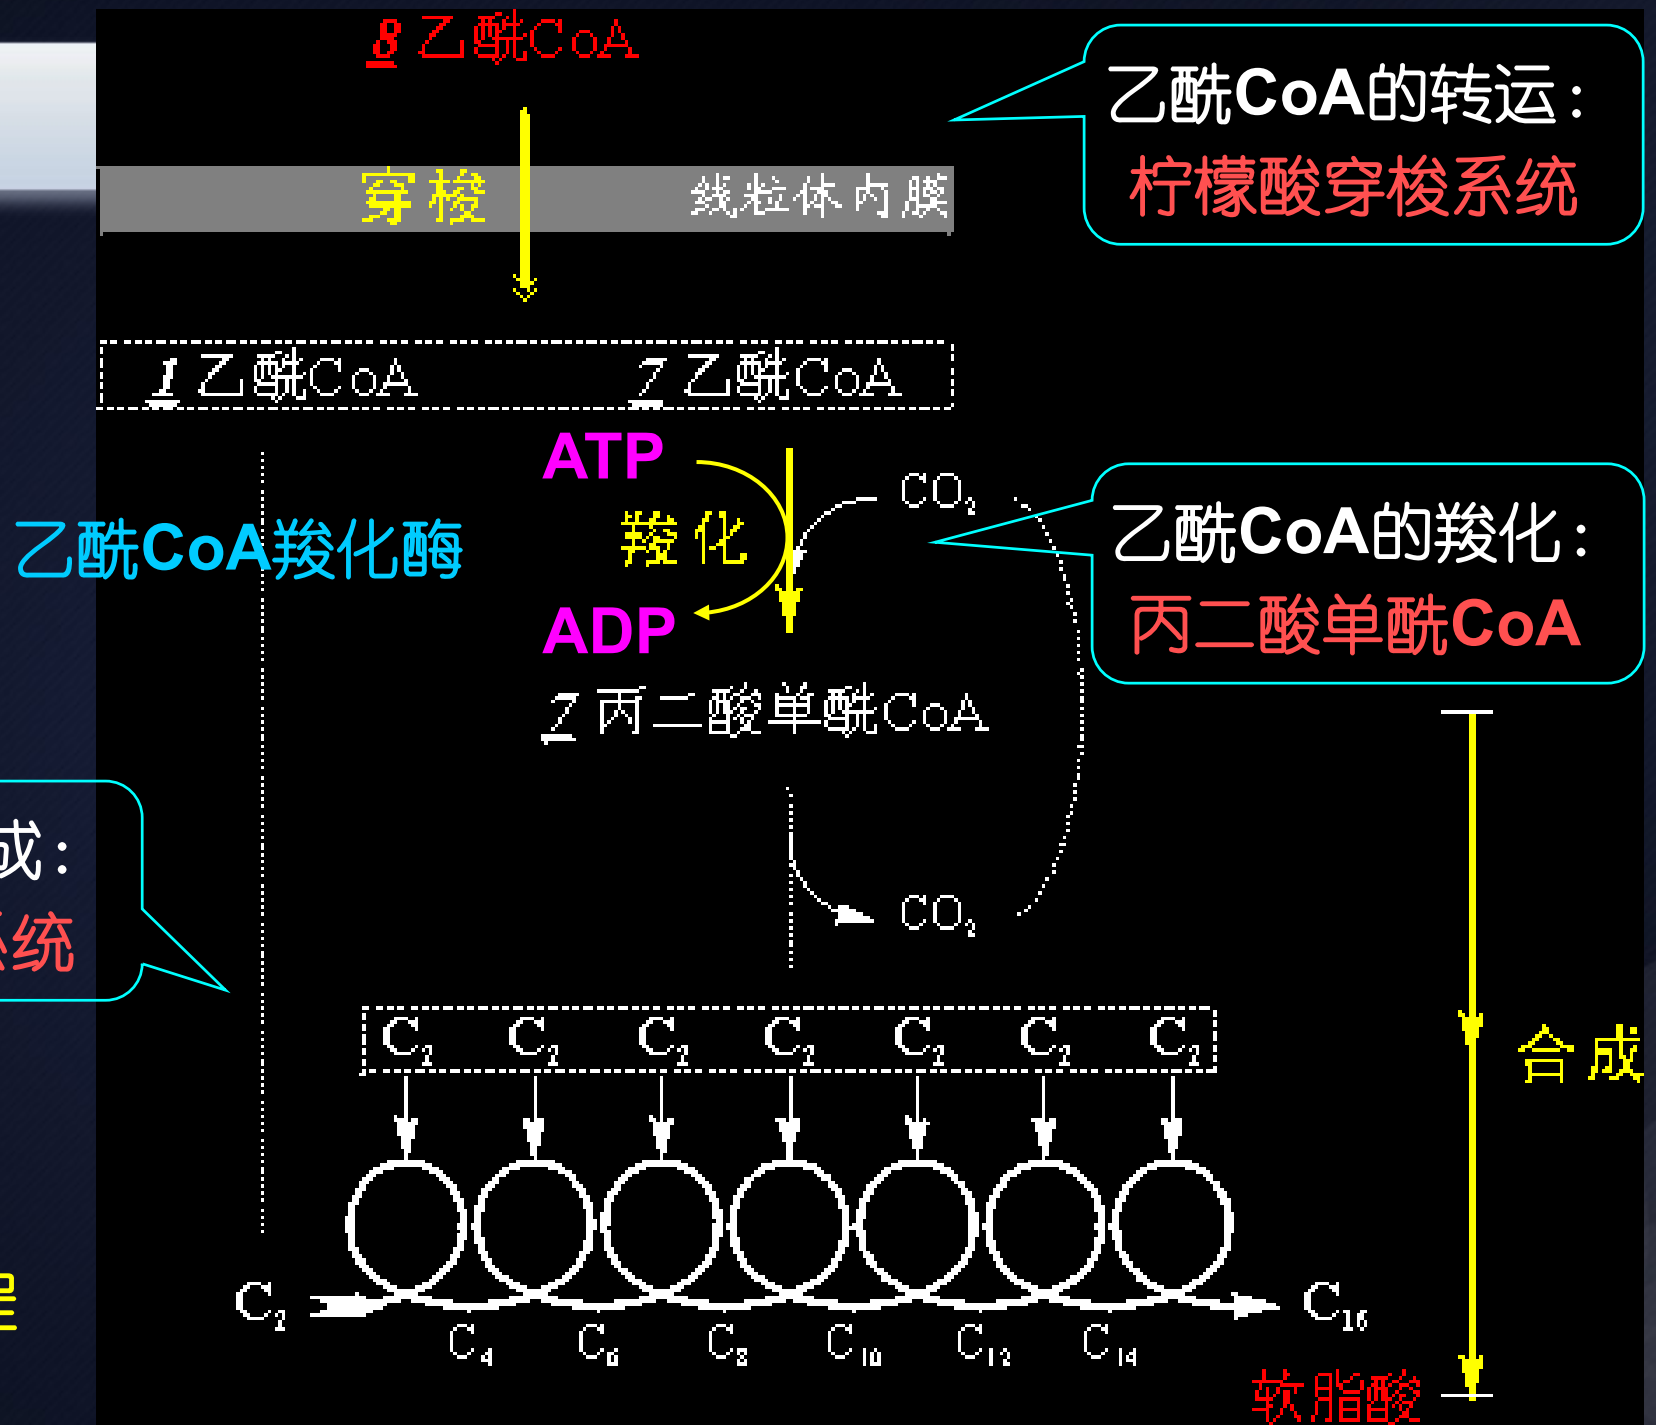 8 乙酰CoA
乙酰CoA的转运：
柠檬酸穿梭系统
穿梭
线粒体内膜
1 乙酰CoA
7 乙酰CoA
ATP
CO2
羧化
乙酰CoA羧化酶
乙酰CoA的羧化：
丙二酸单酰CoA
ADP
7 丙二酸单酰CoA
成：
系统
CO2
C2 C2 C2 C2 C2 C2 C2
合成
C2
C16
C4 C6 C8 C10 C12 C14
软脂酸